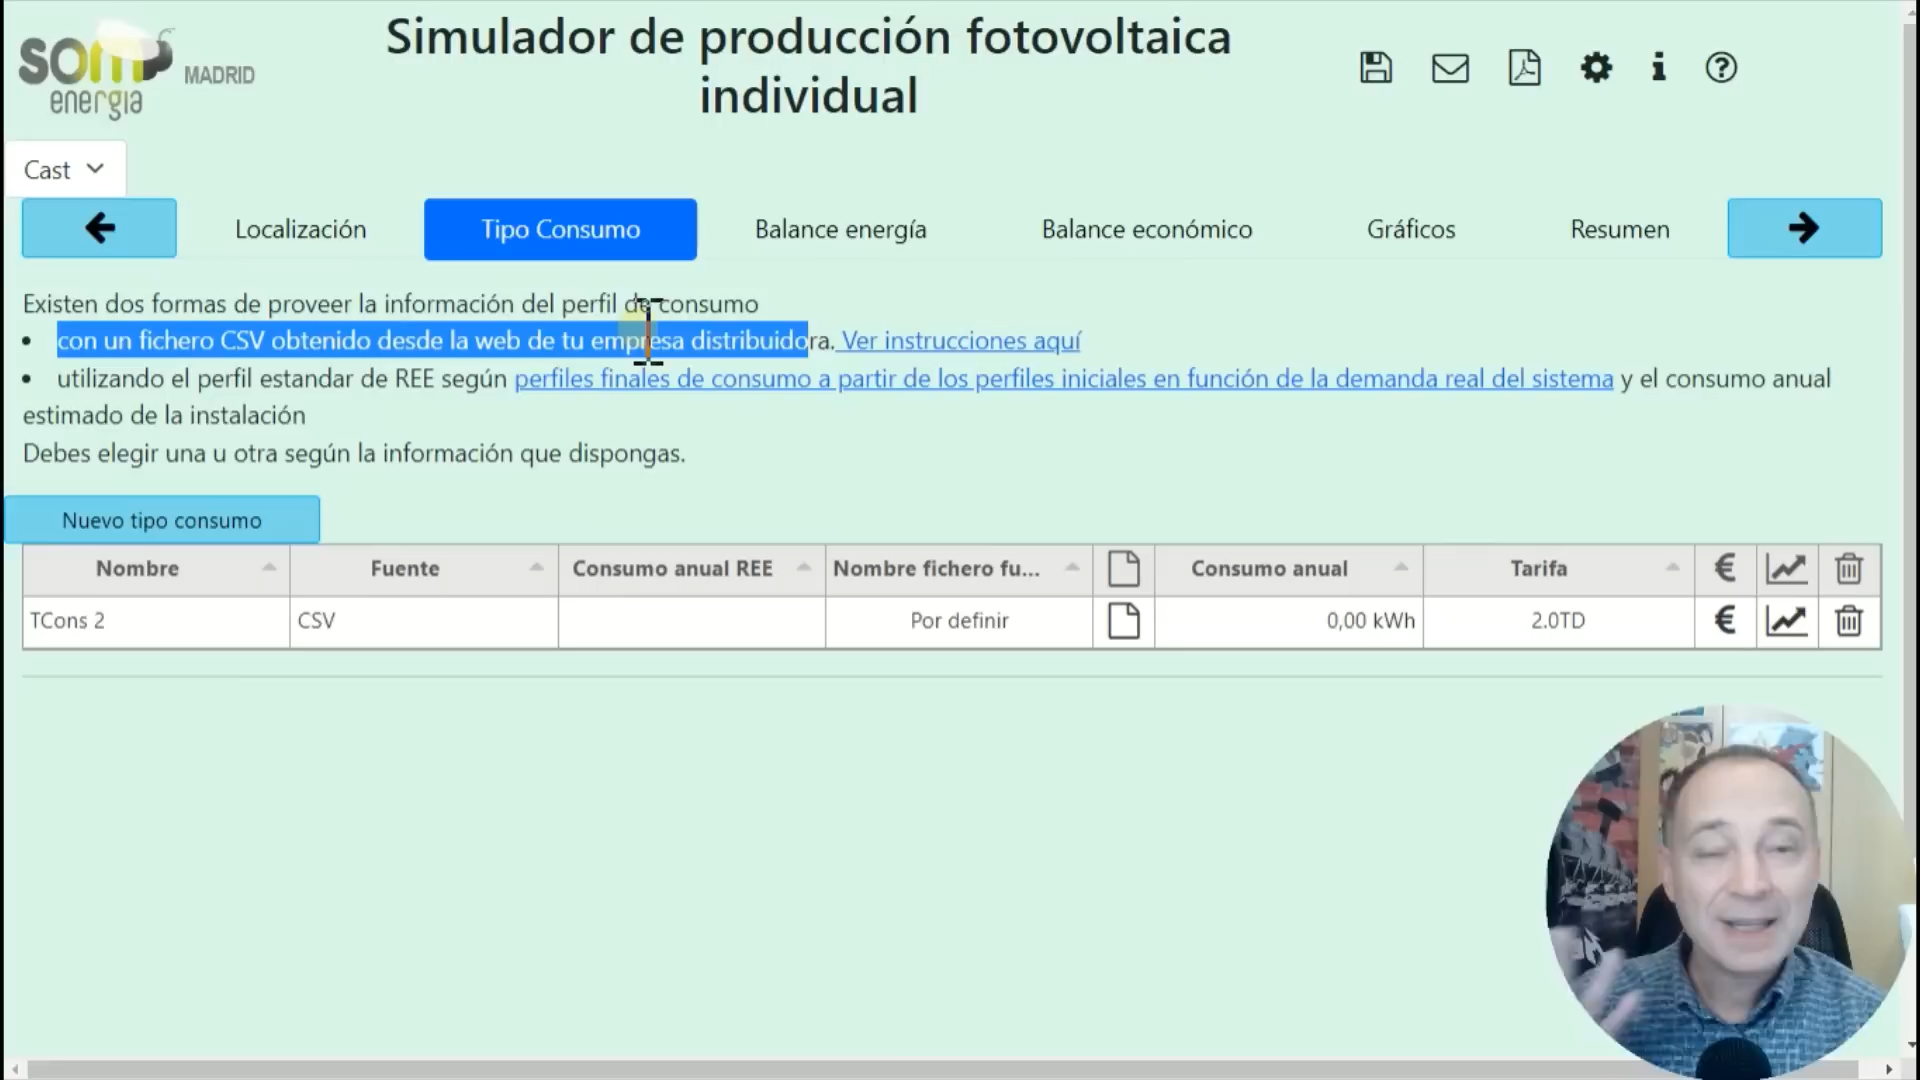 som
energia
MADRID
Simulador de producción fotovoltaica
individual
Cast
Localización
Tipo Consumo
Balance energía
Balance económico
Gráficos
Resumen
Existen dos formas de proveer la información del perfil de consumo
• con un fichero CSV obtenido desde la web de tu empresa distribuidora. Ver instrucciones aquí
• utilizando el perfil estandar de REE según perfiles finales de consumo a partir de los perfiles iniciales en función de la demanda real del sistema y el consumo anual
estimado de la instalación
Debes elegir una u otra según la información que dispongas.
Nuevo tipo consumo
Nombre Fuente Consumo anual REE Nombre fichero fu... Consumo anual Tarifa €
TCons 2 CSV Por definir 0,00 kWh 2.0TD €